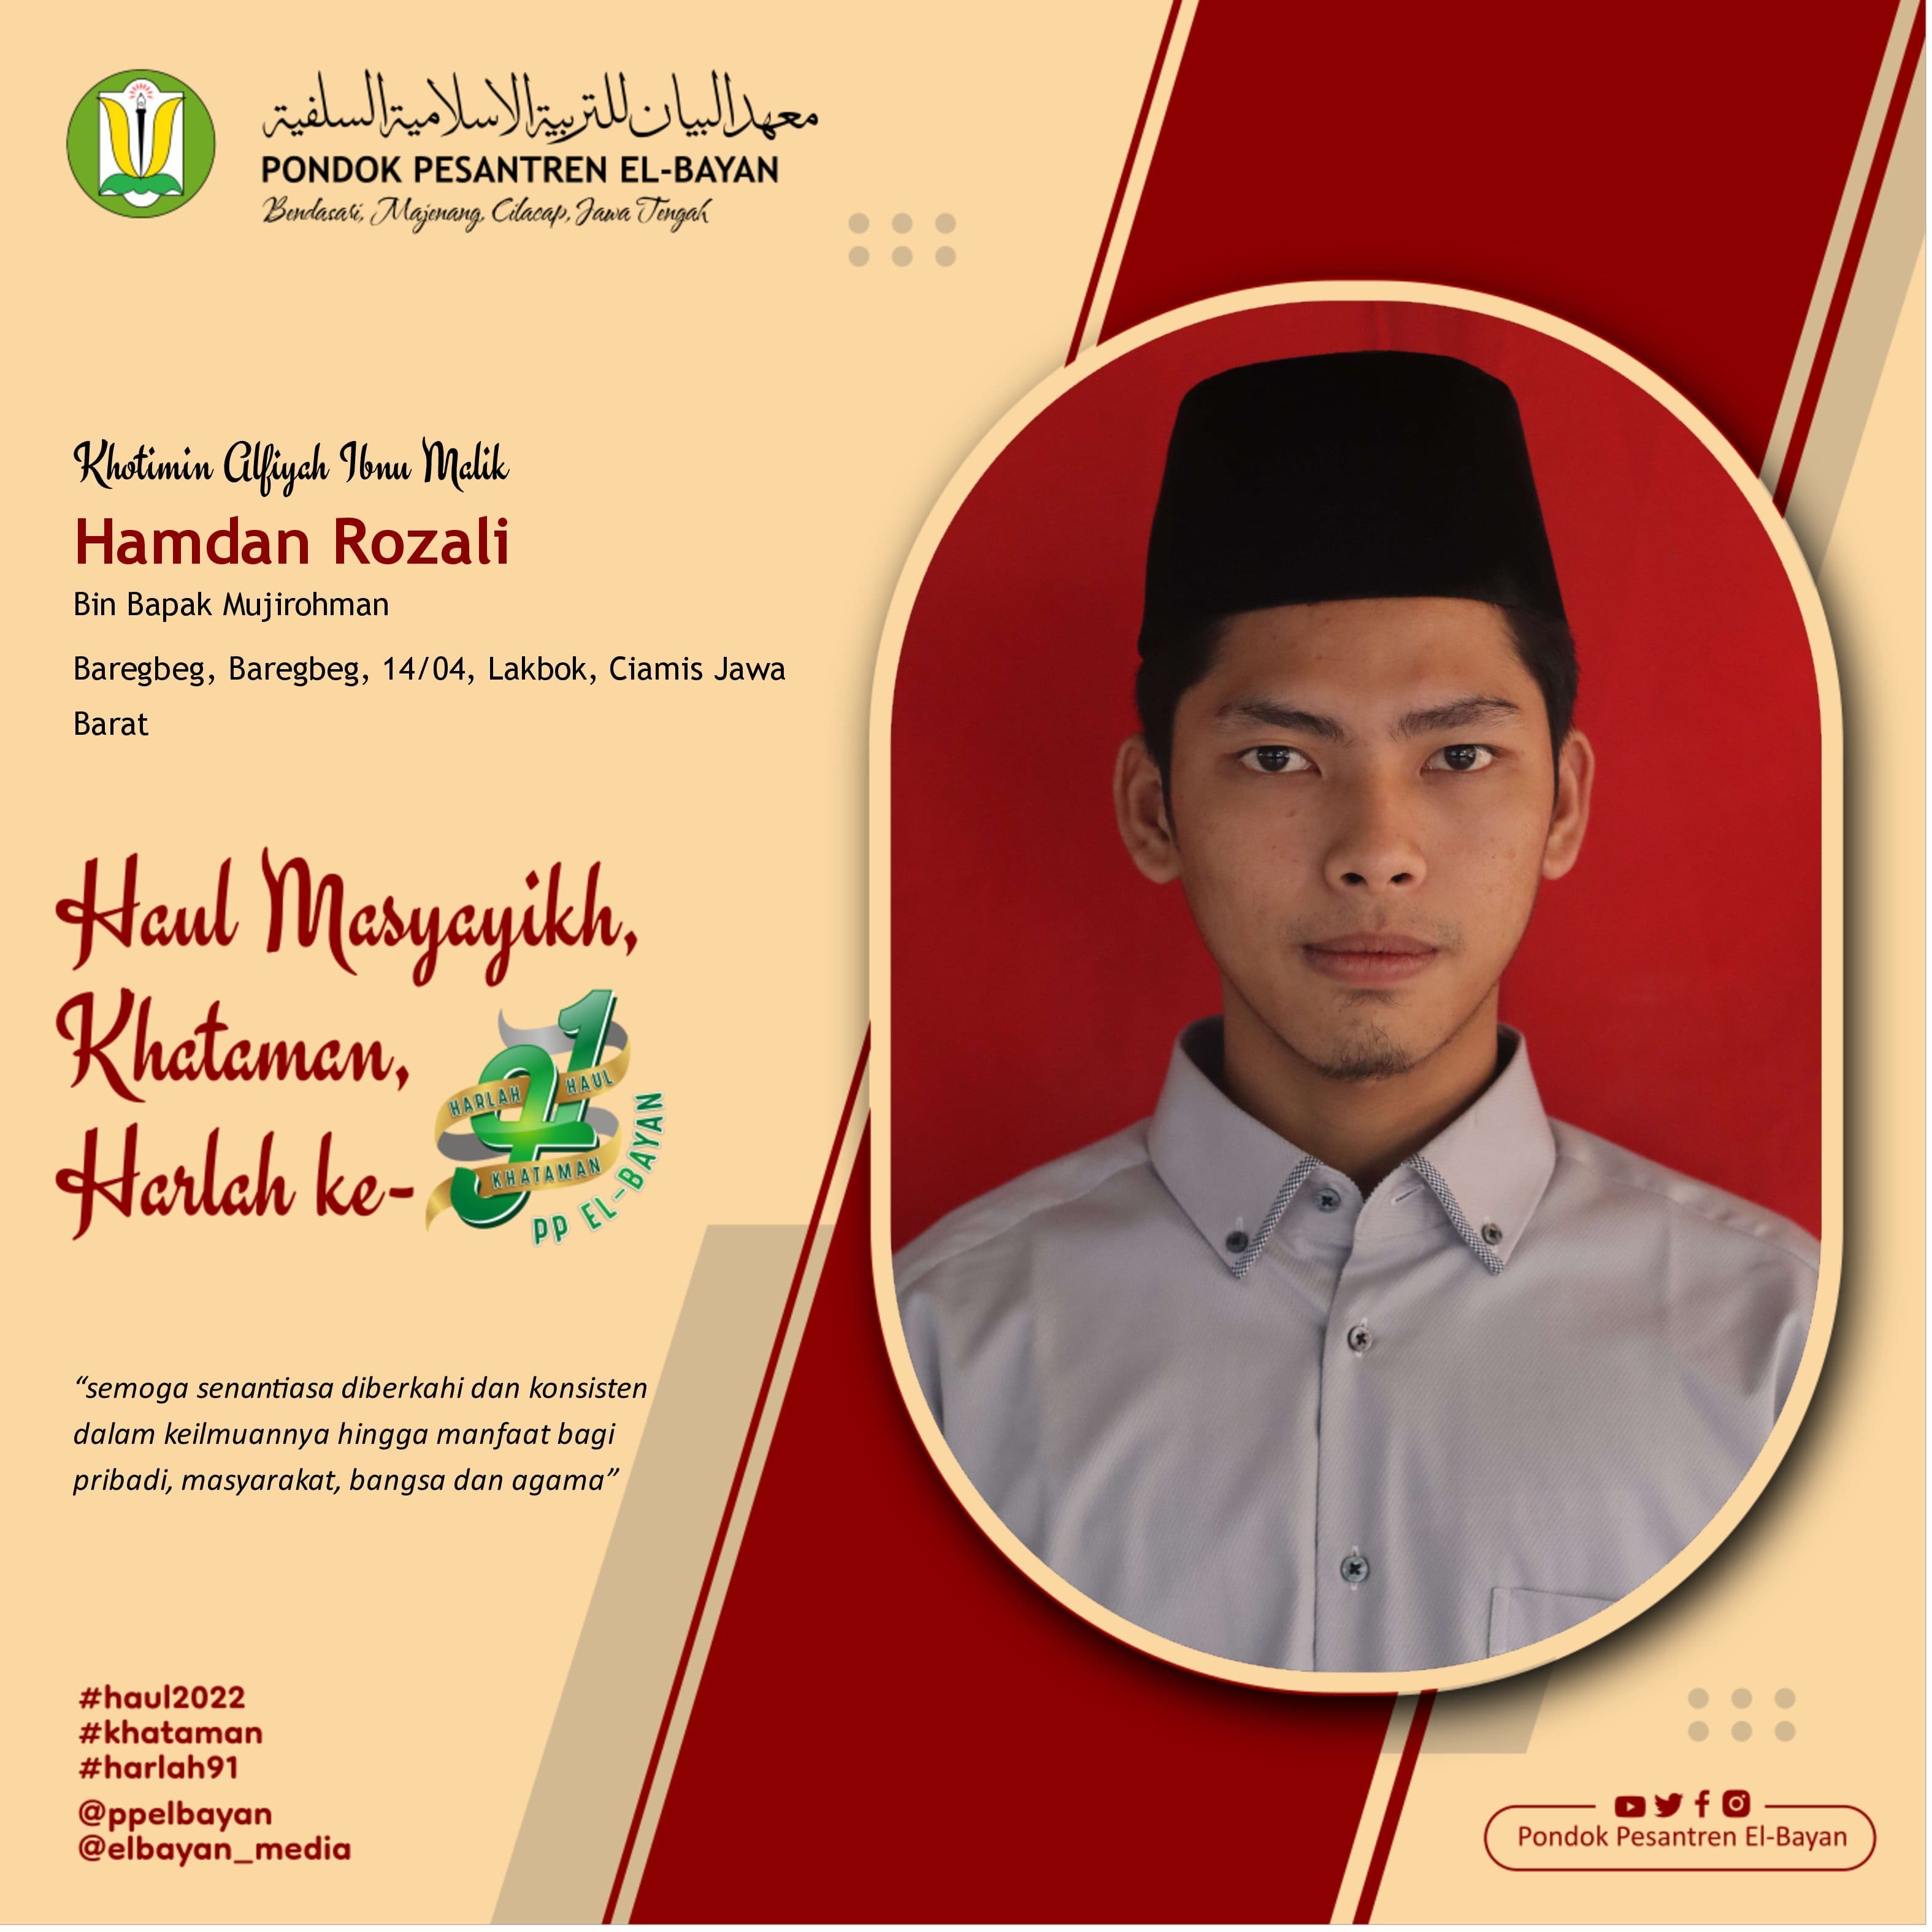 معهد البيان للتربية الاسلامية السلفية
PONDOK PESANTREN EL-BAYAN
Bendasari, Majenang, Cilacap, Jawa Tengah
Khotimin Alfiyah Ibnu Malik
Hamdan Rozali
Bin Bapak Mujirohman
Baregbeg, Baregbeg, 14/04, Lakbok, Ciamis Jawa
Barat
Haul Masyayikh,
Khataman,
Harlah ke-
91
HARLAH HAUL
KHATAMAN
PP EL-BAYAN
“semoga senantiasa diberkahi dan konsisten
dalam keilmuannya hingga manfaat bagi
pribadi, masyarakat, bangsa dan agama”
#haul2022
#khataman
#harlah91
@ppelbayan
@elbayan_media
Pondok Pesantren El-Bayan